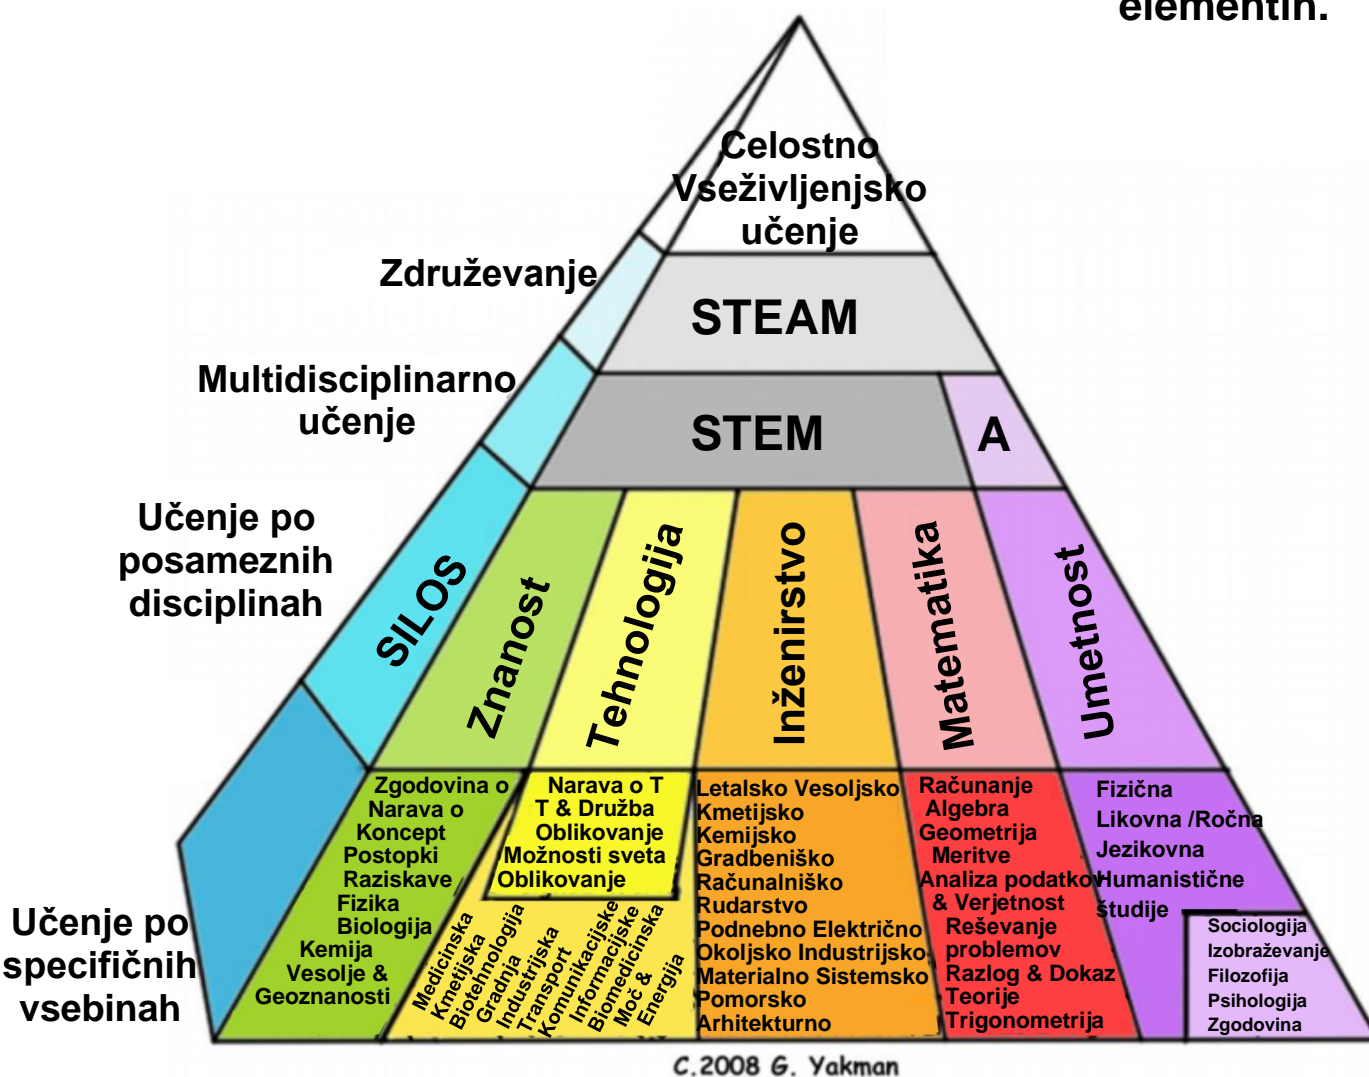 elementih.
Celostno
Vseživljenjsko
učenje
Združevanje
STEAM
Multidisciplinarno
učenje
STEM
A
Učenje po
posameznih
disciplinah
SILOS
Znanost
Tehnologija
Inženirstvo
Matematika
Umetnost
Učenje po
specifičnih
vsebinah
Zgodovina o
Narava o
Koncept
Postopki
Raziskave
Fizika
Biologija
Kemija
Vesolje &
Geoznanosti
Narava o T
T & Družba
Oblikovanje
Možnosti sveta
Oblikovanje
Medicinska
Kmetijska
Biotehnologija
Gradnja
Industrijska
Transport
Komunikacijske
Informacijske
Biomedicinska
Moč &
Energija
Letalsko Vesoljsko
Kmetijsko
Kemijsko
Gradbeniško
Računalniško
Rudarstvo
Podnebno Električno
Okoljsko Industrijsko
Materialno Sistemsko
Pomorsko
Arhitekturno
Računanje
Algebra
Geometrija
Meritve
Analiza podatkov
& Verjetnost
Reševanje
problemov
Razlog & Dokaz
Teorije
Trigonometrija
Fizična
Likovna /Ročna
Jezikovna
Humanistične
študije
Sociologija
Izobraževanje
Filozofija
Psihologija
Zgodovina
C.2008 G. Yakman